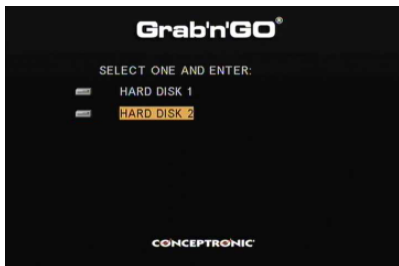 Grab'n'GO®
SELECT ONE AND ENTER:
HARD DISK 1
HARD DISK 2
CONCEPTRONIC